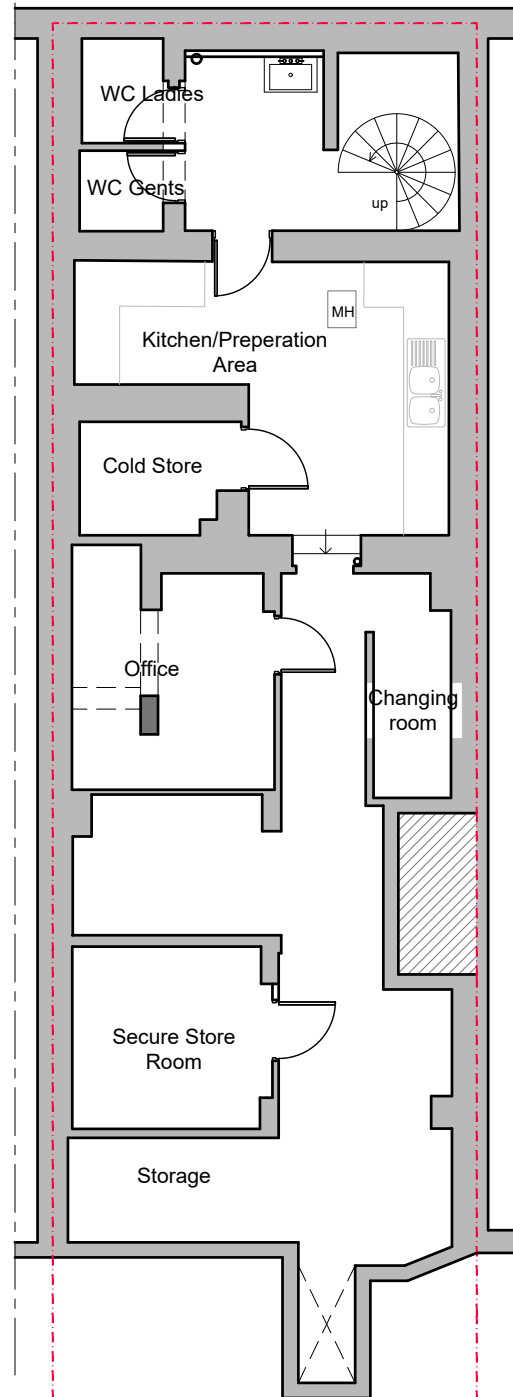 WC Ladies
WC Gents
up
MH
Kitchen/Preperation
Area
Cold Store
Office
Changing
room
Secure Store
Room
Storage